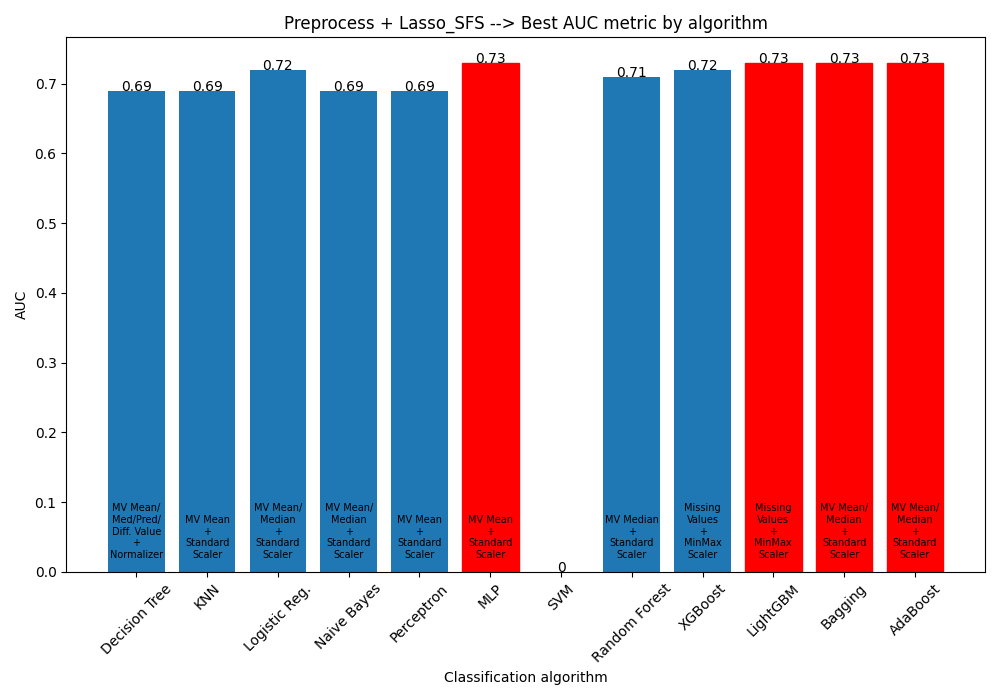 Preprocess + Lasso_SFS --> Best AUC metric by algorithm
AUC
0.7
0.6
0.5
0.4
0.3
0.2
0.1
0.0
0.69
0.69
0.72
0.69
0.69
0.73
0
0.71
0.72
0.73
0.73
0.73
MV Mean/
Med/Pred/
Diff. Value
+
Normalizer
MV Mean
+
Standard
Scaler
MV Mean/
Median
+
Standard
Scaler
MV Mean/
Median
+
Standard
Scaler
MV Mean
+
Standard
Scaler
MV Mean
+
Standard
Scaler
MV Median
+
Standard
Scaler
Missing
Values
+
MinMax
Scaler
Missing
Values
+
MinMax
Scaler
MV Mean/
Median
+
Standard
Scaler
MV Mean/
Median
+
Standard
Scaler
Decision Tree
KNN
Logistic Reg.
Naive Bayes
Perceptron
MLP
SVM
Random Forest
XGBoost
LightGBM
Bagging
AdaBoost
Classification algorithm